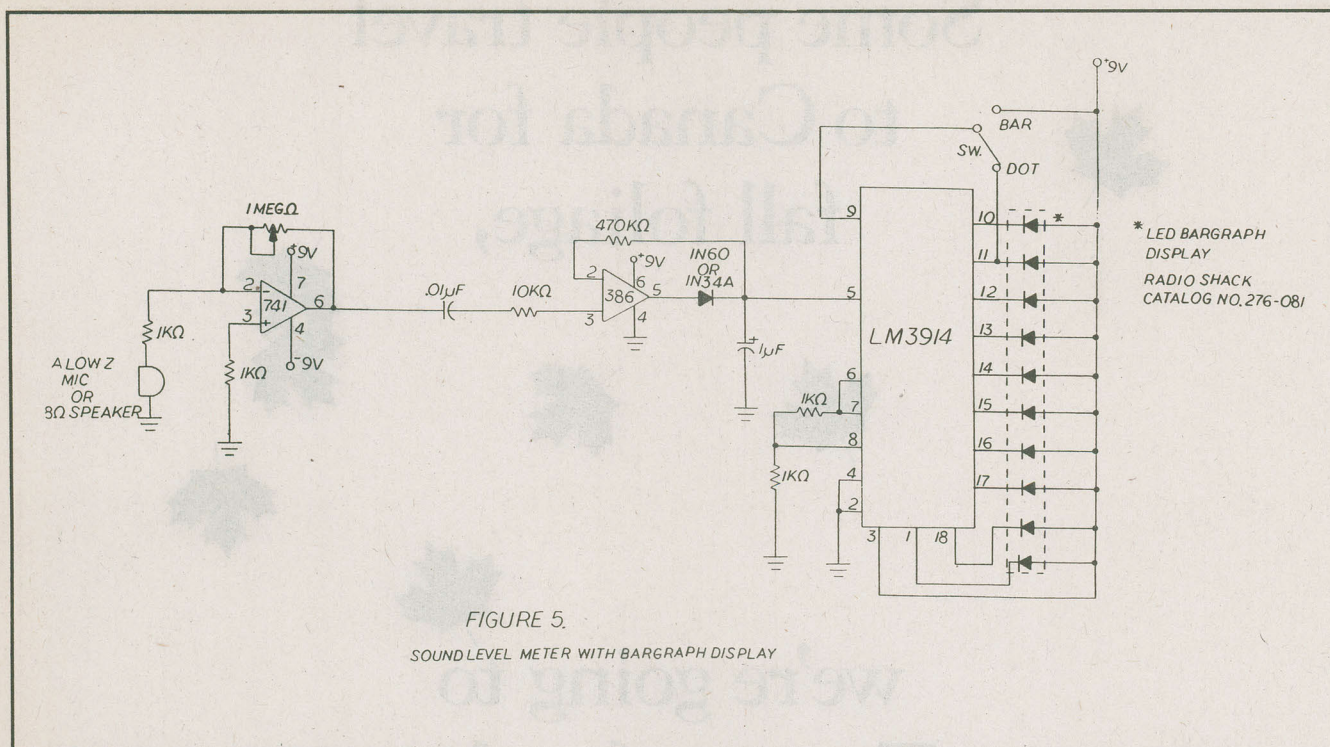 +9V
BAR
SW.
DOT
1 MEG.Ω
+9V
2
7
741
6
3
+
4
-9V
1KΩ
1KΩ
A LOW Z
MIC
OR
8Ω SPEAKER
.01µF
10KΩ
470KΩ
2
+9V
6
386
5
3
4
IN60
OR
IN34A
+
1µF
9
5
LM3914
6
7
8
4
2
3
1
18
10
11
12
13
14
15
16
17
1KΩ
1KΩ
*
* LED BARGRAPH
DISPLAY
RADIO SHACK
CATALOG NO. 276-081
FIGURE 5.
SOUND LEVEL METER WITH BARGRAPH DISPLAY
Some people travel
to Canada for
fall foliage,
we're going to